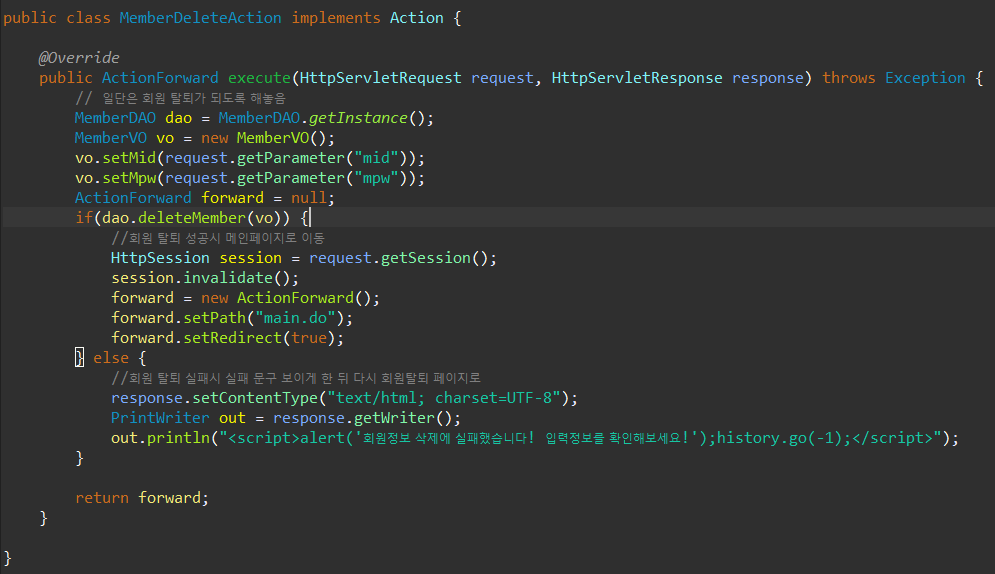 public class MemberDeleteAction implements Action {
@Override
public ActionForward execute(HttpServletRequest request, HttpServletResponse response) throws Exception {
// 일단은 회원 탈퇴가 되도록 해놓음
MemberDAO dao = MemberDAO.getInstance();
MemberVO vo = new MemberVO();
vo.setMid(request.getParameter("mid"));
vo.setMpw(request.getParameter("mpw"));
ActionForward forward = null;
if(dao.deleteMember(vo)) {
//회원 탈퇴 성공시 메인페이지로 이동
HttpSession session = request.getSession();
session.invalidate();
forward = new ActionForward();
forward.setPath("main.do");
forward.setRedirect(true);
} else {
//회원 탈퇴 실패시 실패 문구 보이게 한 뒤 다시 회원탈퇴 페이지로
response.setContentType("text/html; charset=UTF-8");
PrintWriter out = response.getWriter();
out.println("<script>alert('회원정보 삭제에 실패했습니다! 입력정보를 확인해보세요!');history.go(-1);</script>");
}
return forward;
}
}